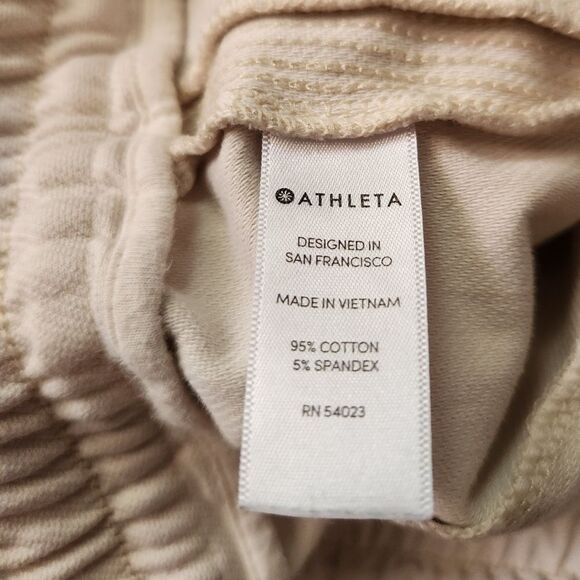 ATHLETA
DESIGNED IN
SAN FRANCISCO
MADE IN VIETNAM
95% COTTON
5% SPANDEX
RN 54023